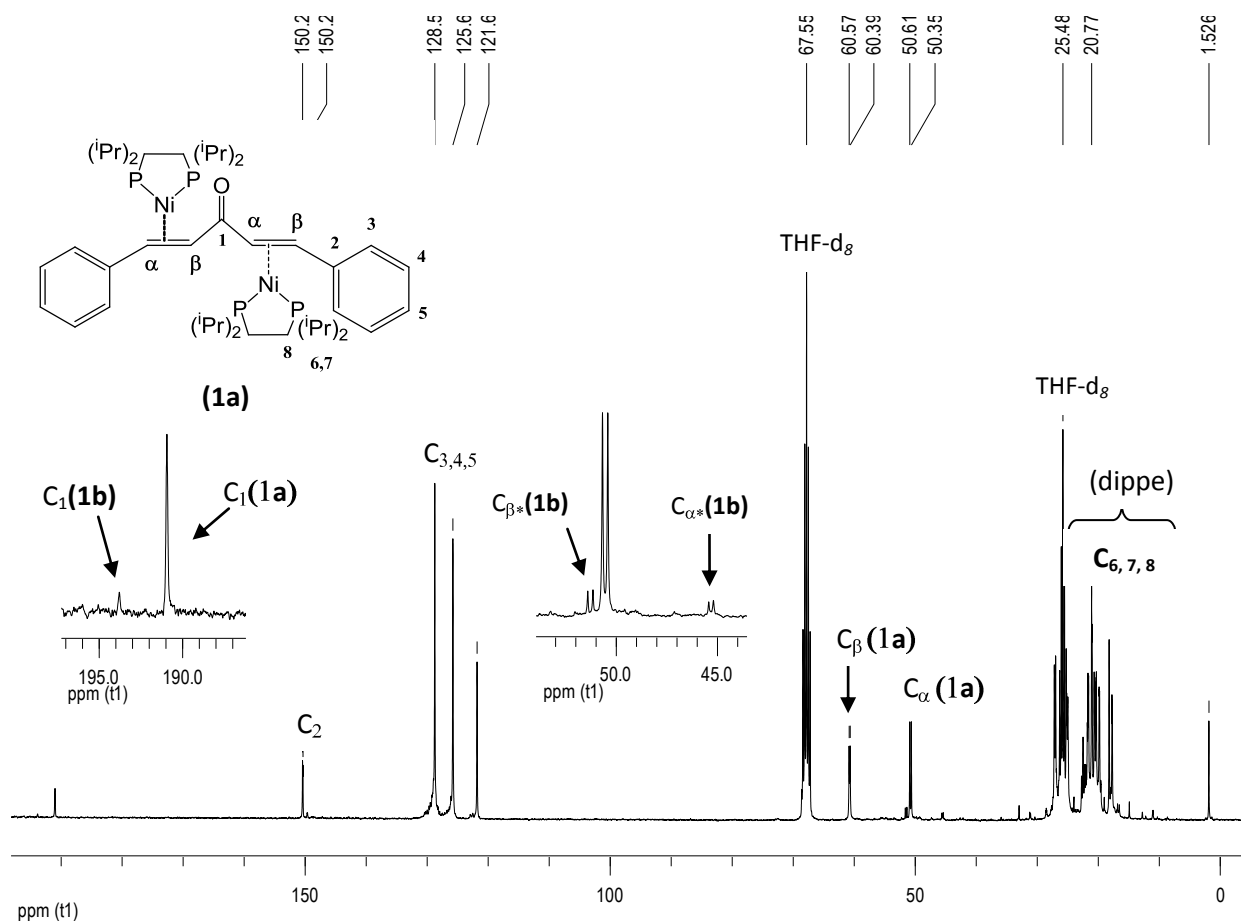 150.2
150.2
128.5
125.6
121.6
67.55
60.57
60.39
50.61
50.35
25.48
20.77
1.526
(iPr)2 (iPr)2
P P
Ni
O
α β 1 α β 2 3 4 5
Ni
P P
(iPr)2 (iPr)2
8 6,7
(1a)
THF-d8
THF-d8
C1(1b)
C1(1a)
195.0 190.0
ppm (t1)
C3,4,5
Cβ*(1b)
Cα*(1b)
50.0 45.0
ppm (t1)
(dippe)
C6, 7, 8
Cβ (1a)
Cα (1a)
C2
150 100 50 0
ppm (t1)